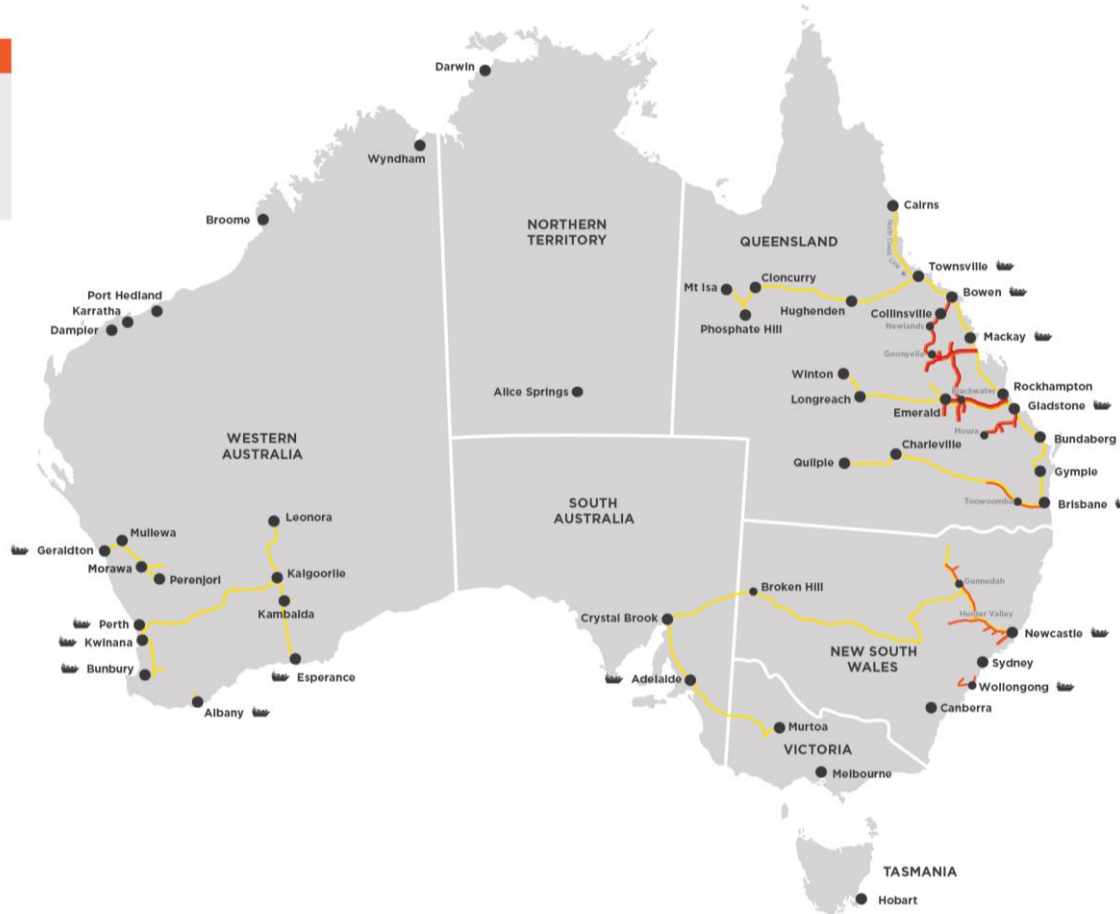 Darwin
Wyndham
Broome
NORTHERN
TERRITORY
Cairns
North Coast Line
QUEENSLAND
Townsville
Mt Isa
Cloncurry
Bowen
Port Hedland
Karratha
Dampier
Phosphate Hill
Hughenden
Collinsville
Newlands
Mackay
Goonyella
Winton
Longreach
Alice Springs
Blackwater
Rockhampton
Emerald
Gladstone
Moura
Bundaberg
WESTERN
AUSTRALIA
Charleville
Quilpie
Gympie
SOUTH
AUSTRALIA
Toowoomba
Brisbane
Leonora
Mullewa
Geraldton
Morawa
Perenjori
Kalgoorlie
Kambalda
Broken Hill
Gunnedah
Hunter Valley
Crystal Brook
Perth
Kwinana
Newcastle
NEW SOUTH
WALES
Sydney
Bunbury
Esperance
Adelaide
Wollongong
Albany
Canberra
Murtoa
VICTORIA
Melbourne
TASMANIA
Hobart